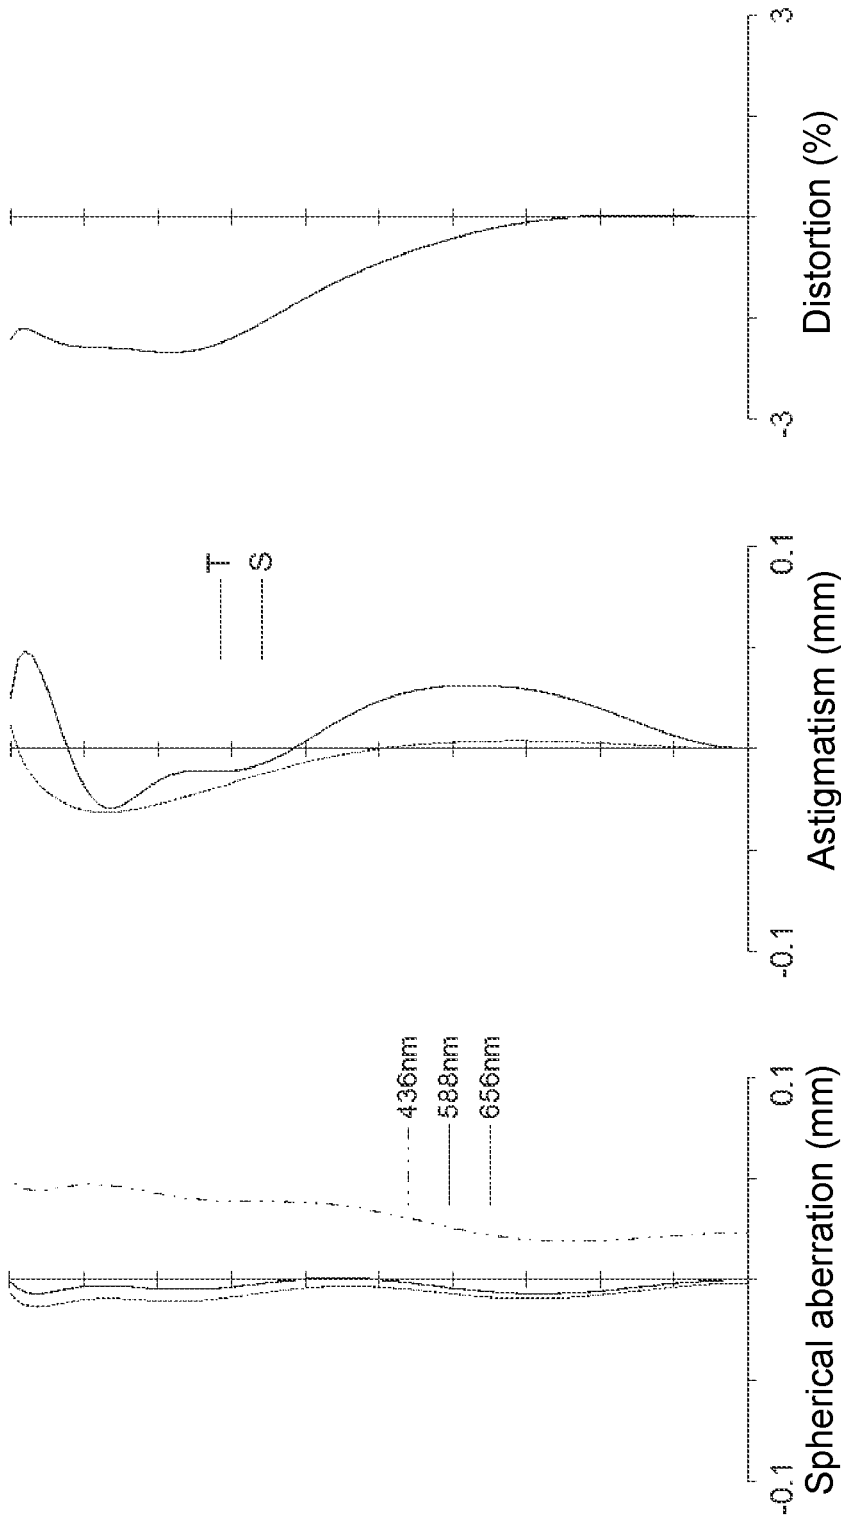 436nm
588nm
656nm
-0.1
0.1
Spherical aberration (mm)
T
S
-0.1
0.1
Astigmatism (mm)
-3
3
Distortion (%)